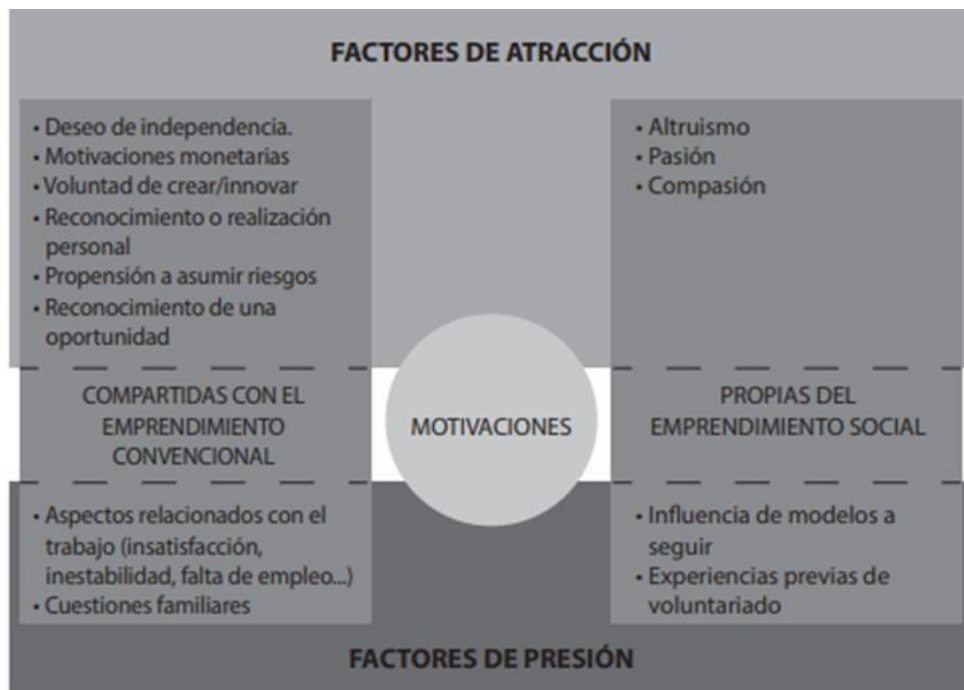 FACTORES DE ATRACCIÓN
• Deseo de independencia.
• Motivaciones monetarias
• Voluntad de crear/innovar
• Reconocimiento o realización
personal
• Propensión a asumir riesgos
• Reconocimiento de una
oportunidad
• Altruismo
• Pasión
• Compasión
COMPARTIDAS CON EL
EMPRENDIMIENTO
CONVENCIONAL
MOTIVACIONES
PROPIAS DEL
EMPRENDIMIENTO SOCIAL
• Aspectos relacionados con el
trabajo (insatisfacción,
inestabilidad, falta de empleo...)
• Cuestiones familiares
• Influencia de modelos a
seguir
• Experiencias previas de
voluntariado
FACTORES DE PRESIÓN